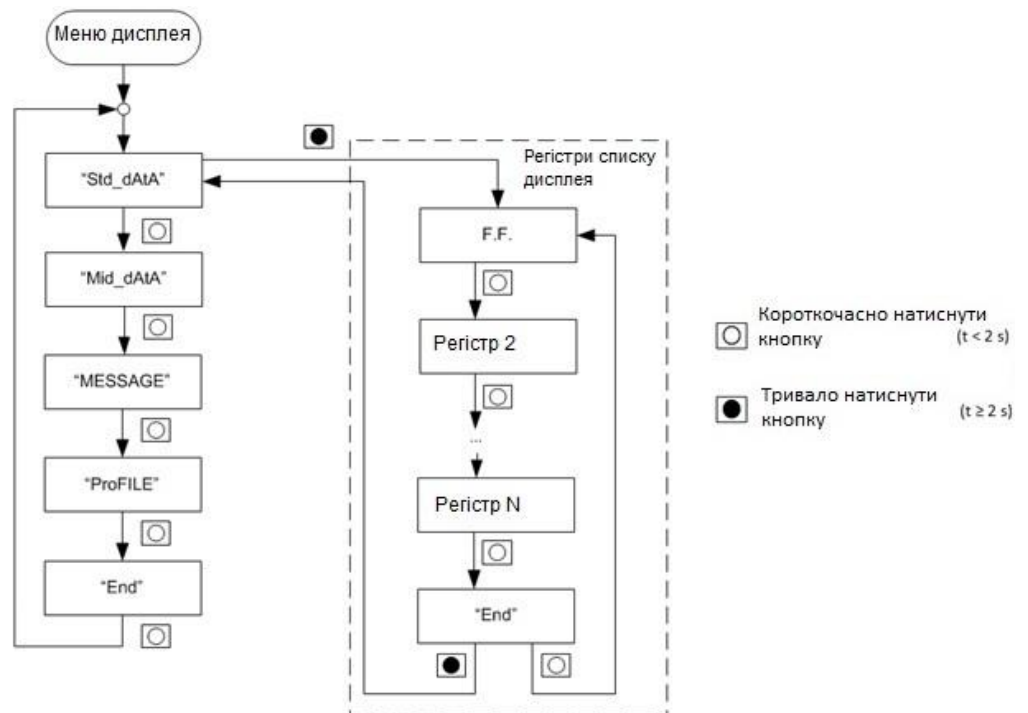 Меню дисплея
"Std_dAtA"
"Mid_dAtA"
"MESSAGE"
"ProFILE"
"End"
Регістри списку
дисплея
F.F.
Регістр 2
...
Регістр N
"End"
Короткочасно натиснути
кнопку (t < 2 s)
Тривало натиснути
кнопку (t ≥ 2 s)